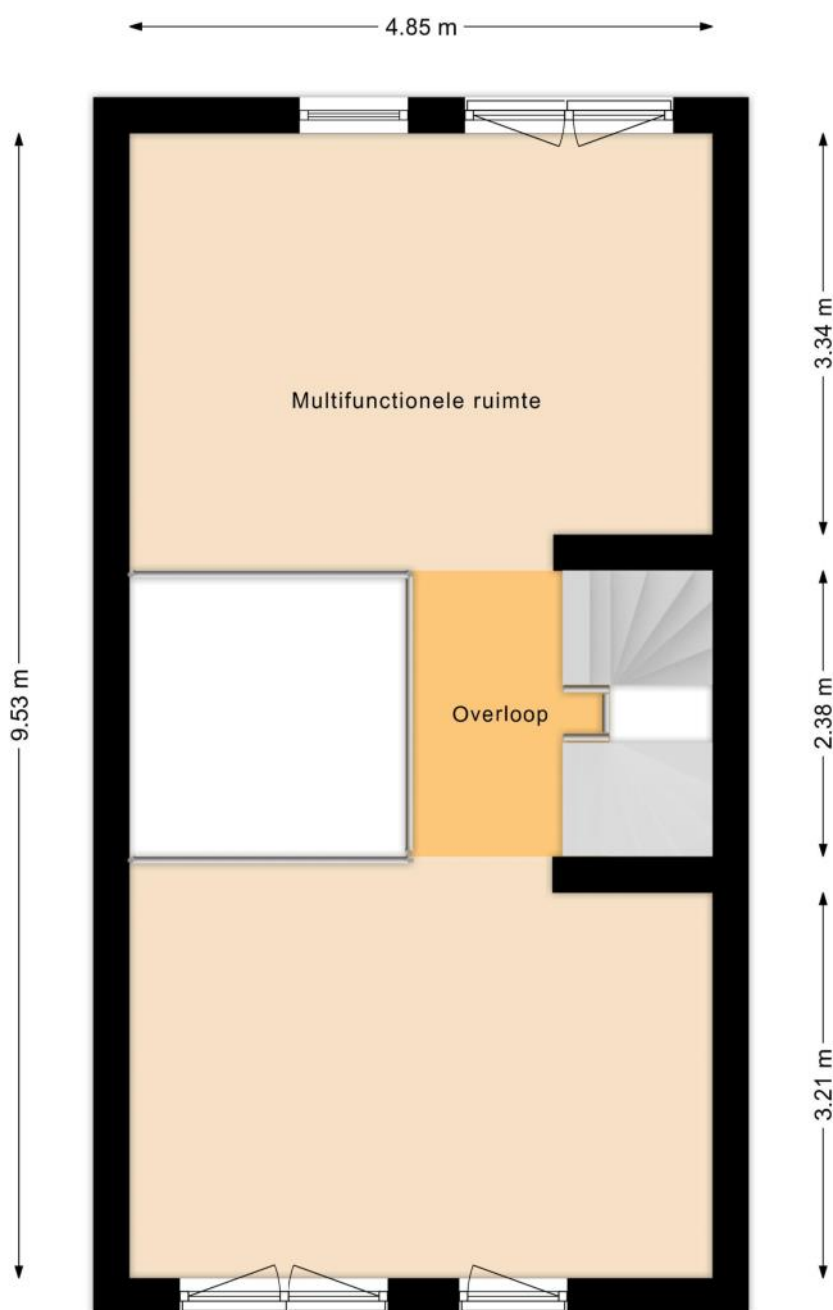 4.85 m
3.34 m
Multifunctionele ruimte
9.53 m
Overloop
2.38 m
3.21 m